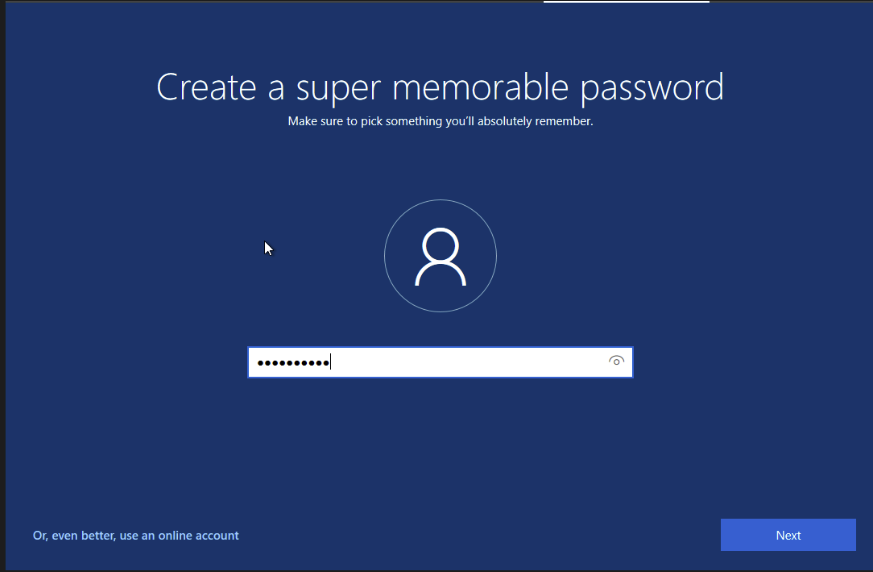 Create a super memorable password
Make sure to pick something you'll absolutely remember.
••••••••••
Or, even better, use an online account
Next